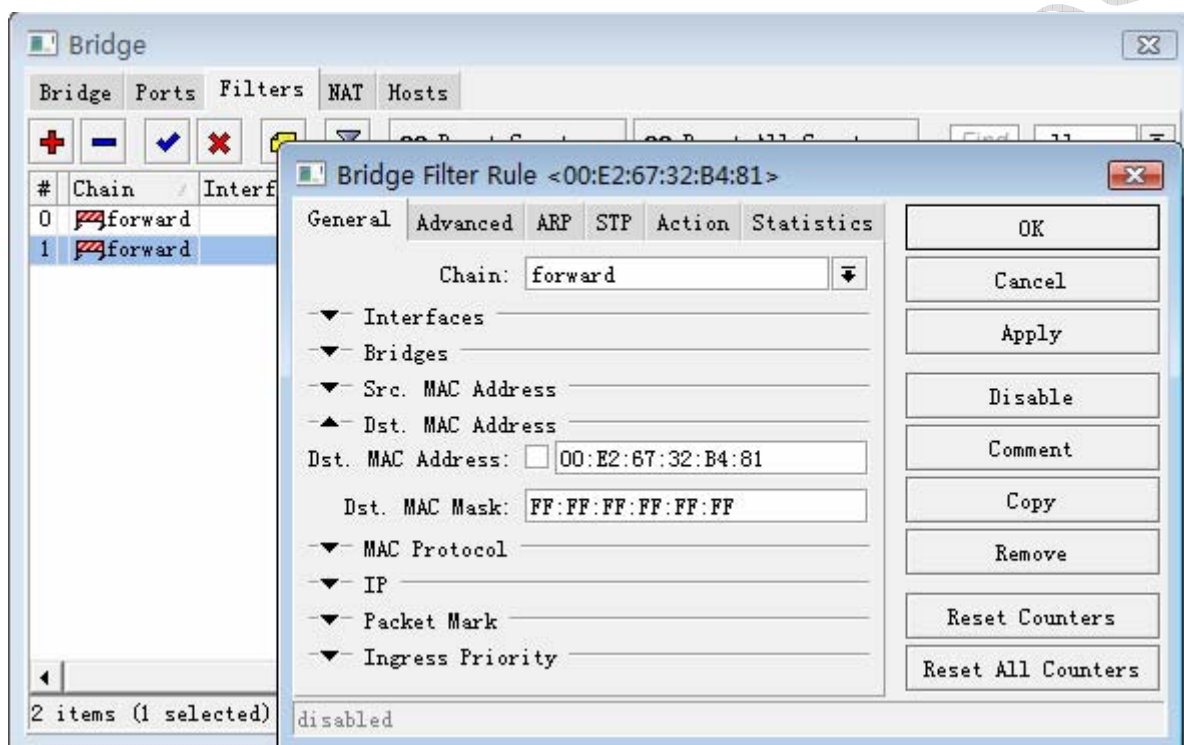 Bridge
Bridge Ports Filters NAT Hosts
Find all
# Chain Interf
0 forward
1 forward
2 items (1 selected)
Bridge Filter Rule <00:E2:67:32:B4:81>
General Advanced ARP STP Action Statistics
Chain: forward
Interfaces
Bridges
Src. MAC Address
Dst. MAC Address
Dst. MAC Address: 00:E2:67:32:B4:81
Dst. MAC Mask: FF:FF:FF:FF:FF:FF
MAC Protocol
IP
Packet Mark
Ingress Priority
disabled
OK
Cancel
Apply
Disable
Comment
Copy
Remove
Reset Counters
Reset All Counters